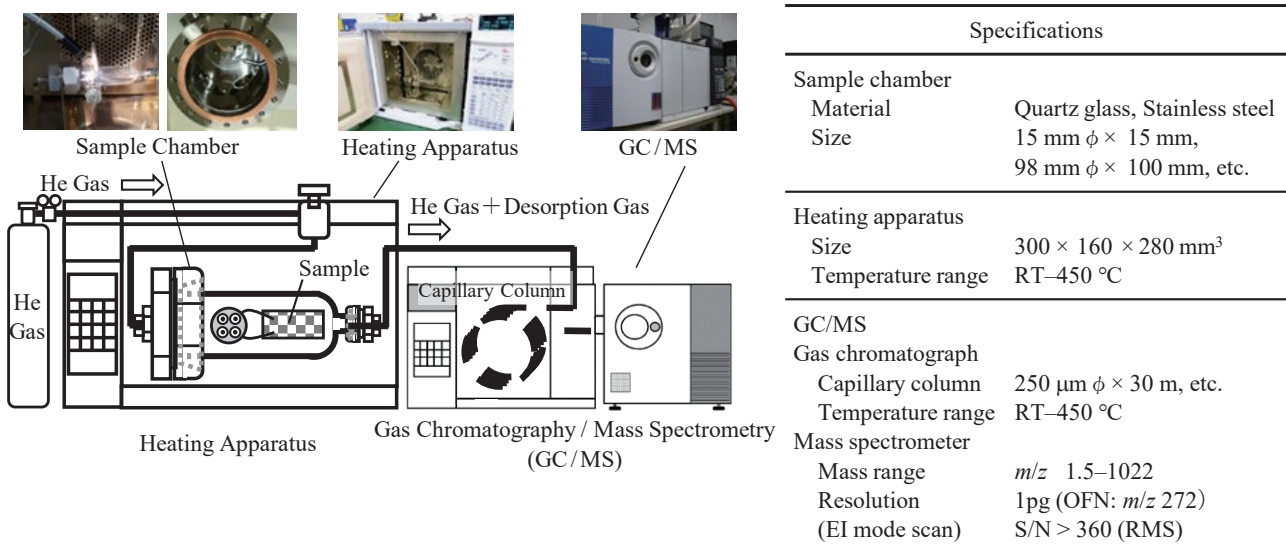 Sample Chamber
Heating Apparatus
GC/MS
He Gas
He Gas＋Desorption Gas
Sample
He
Gas
Capillary Column
Heating Apparatus
Gas Chromatography / Mass Spectrometry
(GC/MS)
Specifications
Sample chamber
Material Quartz glass, Stainless steel
Size 15 mm ϕ × 15 mm,
98 mm ϕ × 100 mm, etc.
Heating apparatus
Size 300 × 160 × 280 mm³
Temperature range RT–450 °C
GC/MS
Gas chromatograph
Capillary column 250 μm ϕ × 30 m, etc.
Temperature range RT–450 °C
Mass spectrometer
Mass range m/z 1.5–1022
Resolution 1pg (OFN: m/z 272）
(EI mode scan) S/N > 360 (RMS)